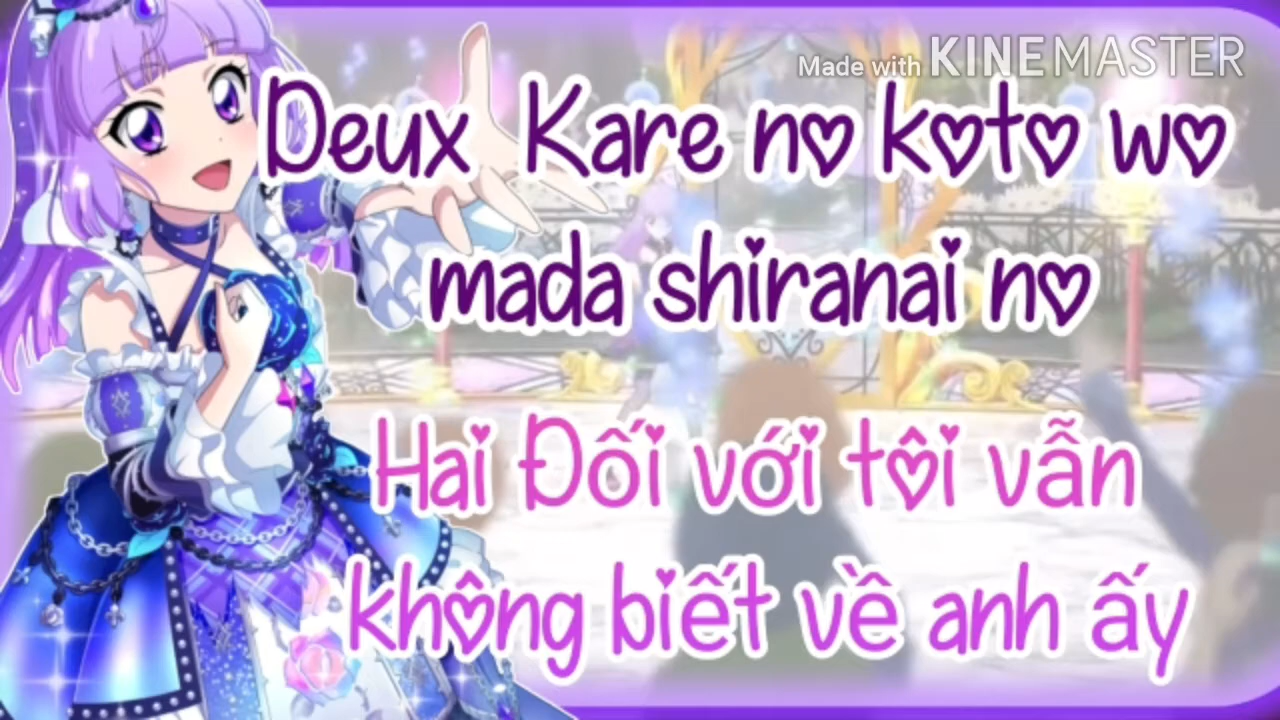 Made with KINEMASTER
Deux Kare no koto wo
mada shiranai no
Hai Đối với tôi vẫn
không biết về anh ấy